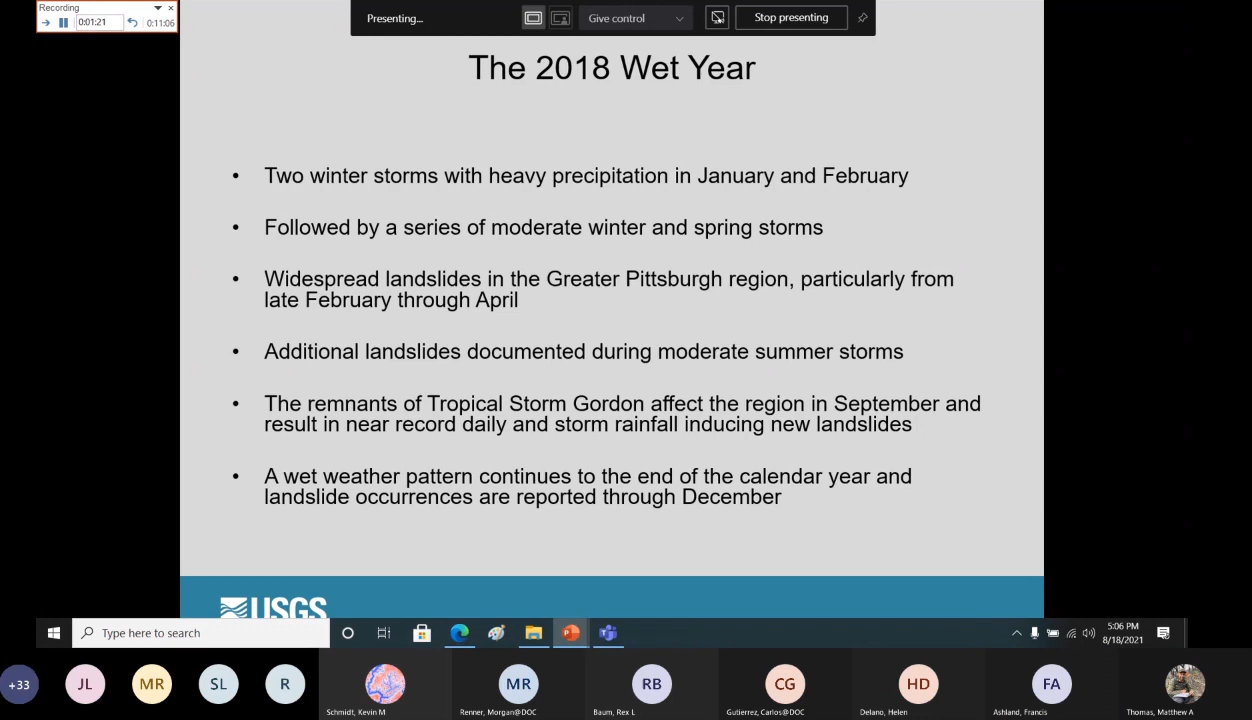 Recording
0:01:21
0:11:06
Presenting...
Give control
Stop presenting
The 2018 Wet Year
• Two winter storms with heavy precipitation in January and February
• Followed by a series of moderate winter and spring storms
• Widespread landslides in the Greater Pittsburgh region, particularly from
late February through April
• Additional landslides documented during moderate summer storms
• The remnants of Tropical Storm Gordon affect the region in September and
result in near record daily and storm rainfall inducing new landslides
• A wet weather pattern continues to the end of the calendar year and
landslide occurrences are reported through December
USGS
Type here to search
5:06 PM
8/18/2021
+33
JL
MR
SL
R
Schmidt, Kevin M
MR
Renner, Morgan@DOC
RB
Baum, Rex L
CG
Gutierrez, Carlos@DOC
HD
Delano, Helen
FA
Ashland, Francis
Thomas, Matthew A